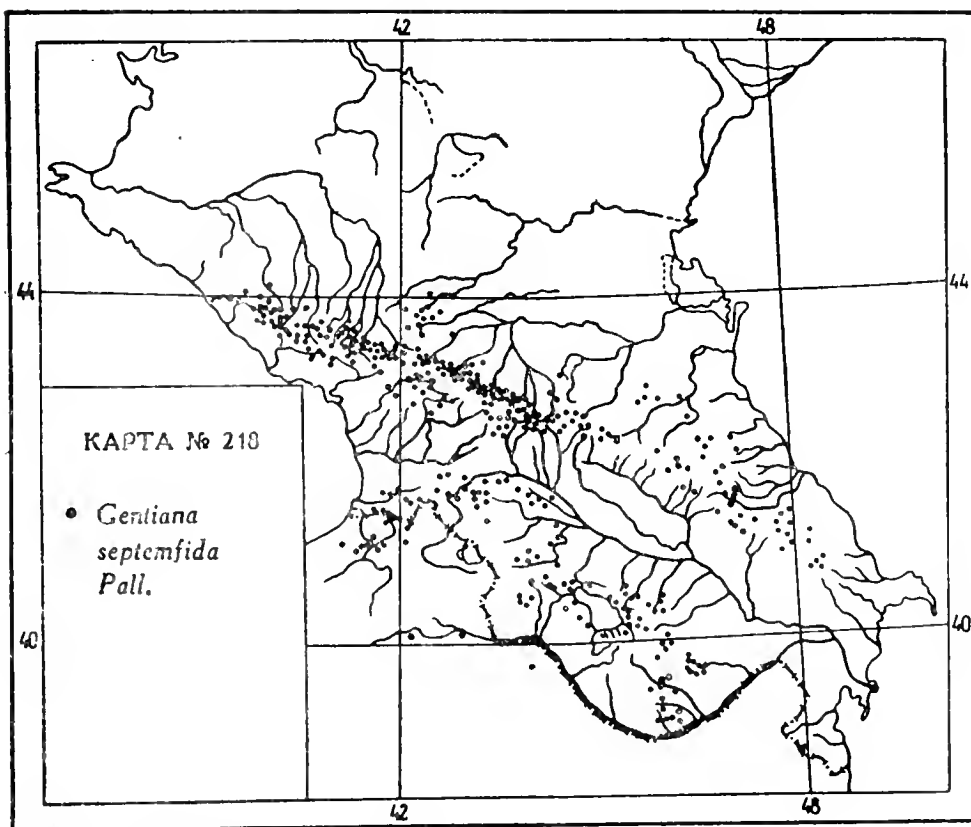 42 48
44 44
КАРТА № 218
Gentiana
septemfida
Pall.
40 40
42 48